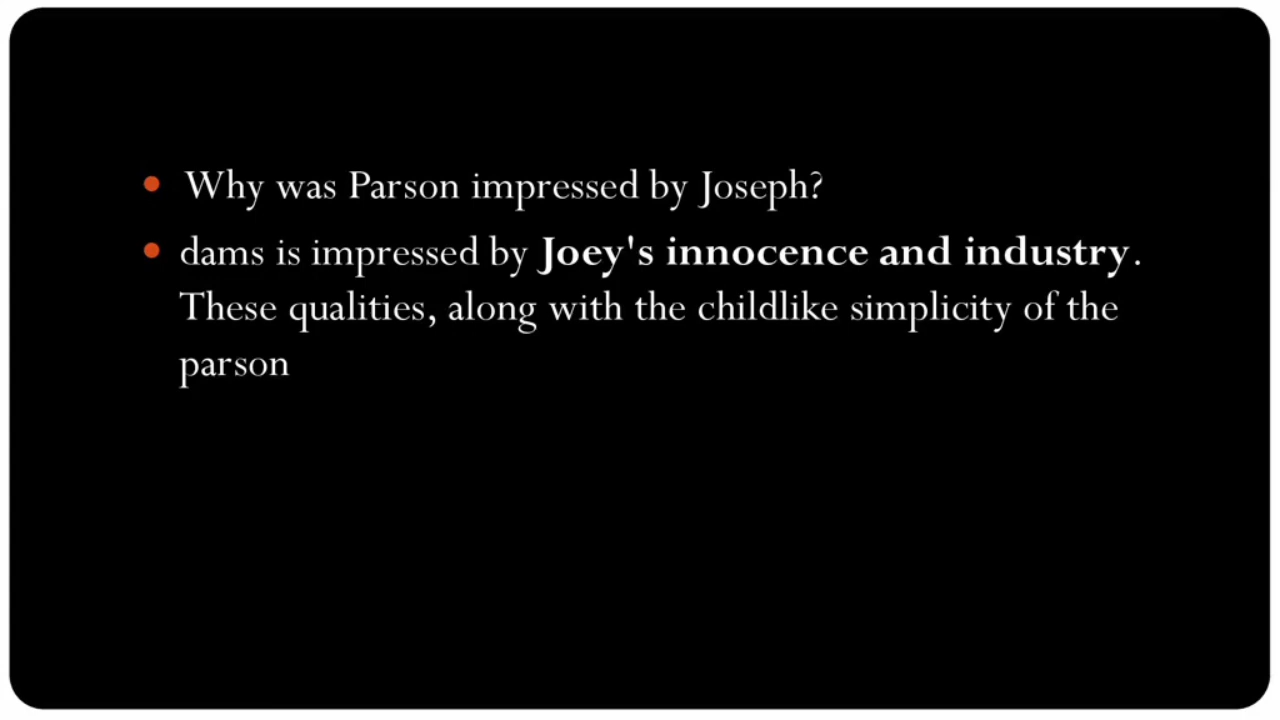 Why was Parson impressed by Joseph?
dams is impressed by Joey's innocence and industry.
These qualities, along with the childlike simplicity of the
parson